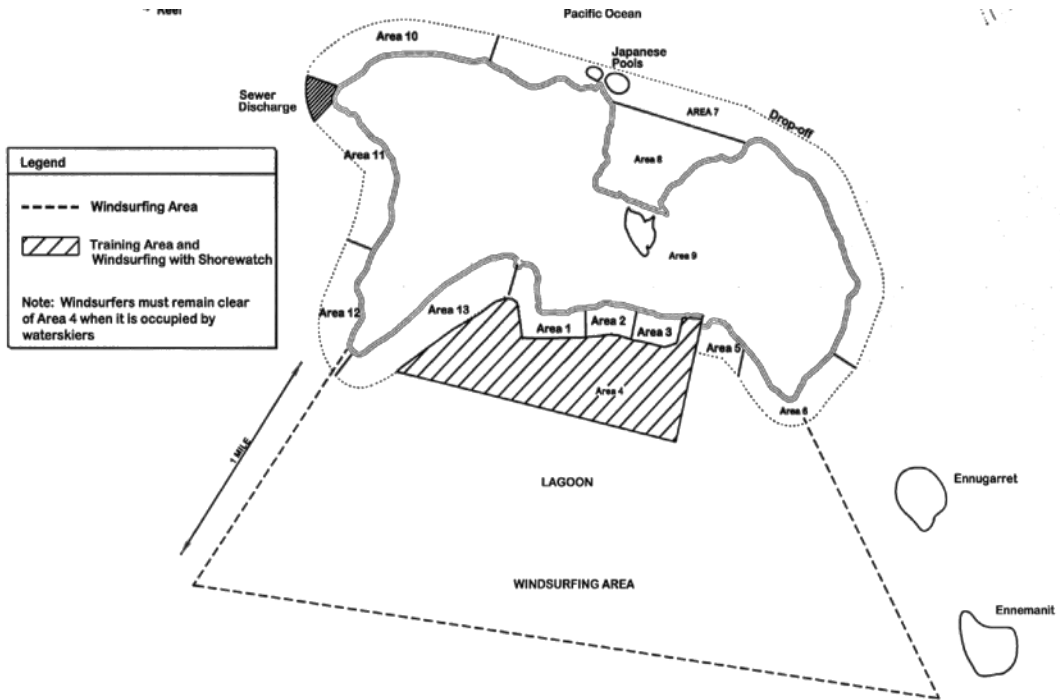 Reef
Pacific Ocean
Area 10
Japanese
Pools
Sewer
Discharge
AREA 7
Drop-off
Area 11
Area 8
Legend
Windsurfing Area
Training Area and
Windsurfing with Shorewatch
Note: Windsurfers must remain clear
of Area 4 when it is occupied by
waterskiers
Area 9
Area 12
Area 13
Area 1
Area 2
Area 3
Area 5
Area 4
Area 6
1 MILE
LAGOON
Ennugarret
WINDSURFING AREA
Ennemanit